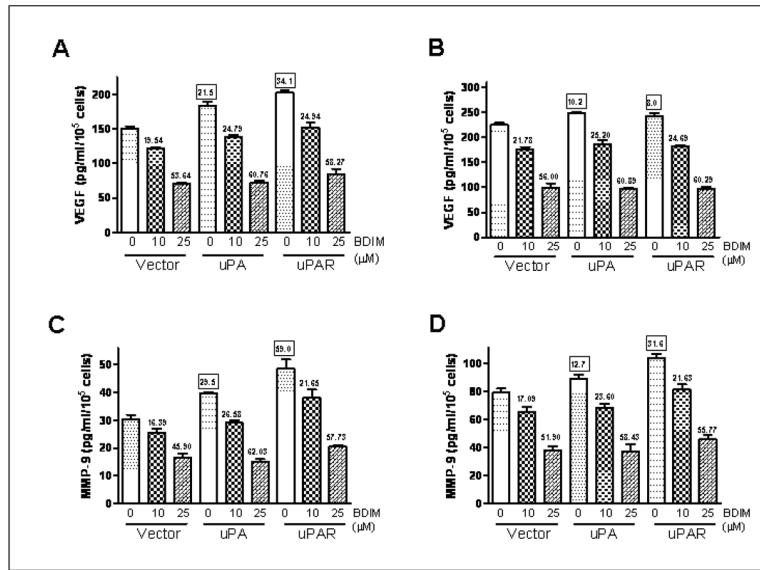 A
VEGF (pg/ml/10⁵ cells)
200
150
100
50
0
19.54
53.64
21.5
24.79
60.76
34.1
24.94
58.27
0 10 25 0 10 25 0 10 25 BDIM
(µM)
Vector uPA uPAR
B
VEGF (pg/ml/10⁵ cells)
300
250
200
150
100
50
0
21.78
56.00
10.2
25.20
60.89
8.0
24.69
60.29
0 10 25 0 10 25 0 10 25 BDIM
(µM)
Vector uPA uPAR
C
MMP-9 (pg/ml/10⁵ cells)
50
40
30
20
10
0
16.39
45.90
29.5
26.58
62.03
59.0
21.65
57.73
0 10 25 0 10 25 0 10 25 BDIM
(µM)
Vector uPA uPAR
D
MMP-9 (pg/ml/10⁵ cells)
100
80
60
40
20
0
17.09
51.90
12.7
23.60
58.43
31.6
21.63
55.77
0 10 25 0 10 25 0 10 25 BDIM
(µM)
Vector uPA uPAR